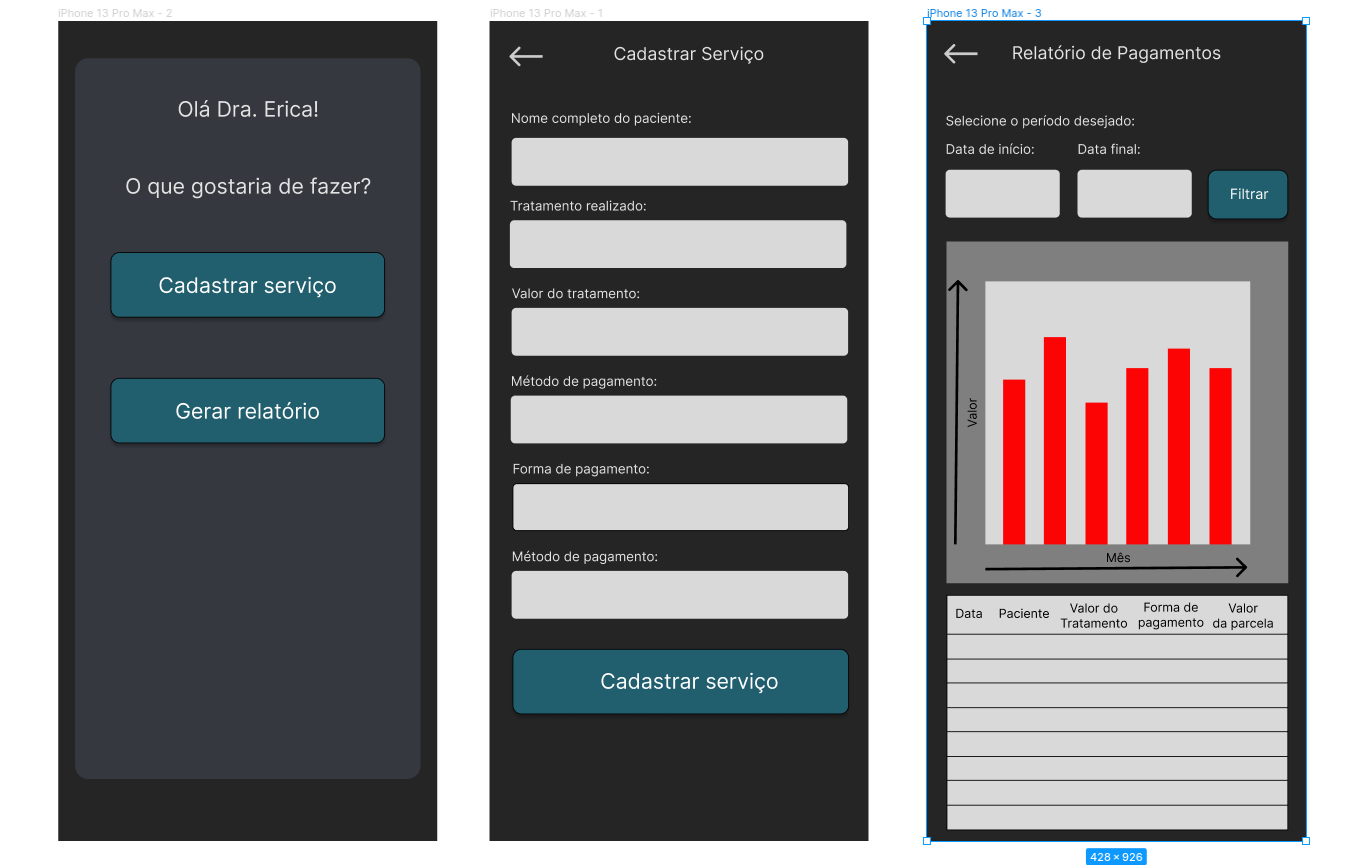 iPhone 13 Pro Max - 2
Olá Dra. Erica!
O que gostaria de fazer?
Cadastrar serviço
Gerar relatório
iPhone 13 Pro Max - 1
Cadastrar Serviço
Nome completo do paciente:
Tratamento realizado:
Valor do tratamento:
Método de pagamento:
Forma de pagamento:
Método de pagamento:
Cadastrar serviço
iPhone 13 Pro Max - 3
Relatório de Pagamentos
Selecione o período desejado:
Data de início:
Data final:
Filtrar
Valor
Mês
Data
Paciente
Valor do
Tratamento
Forma de
pagamento
Valor
da parcela
428 × 926